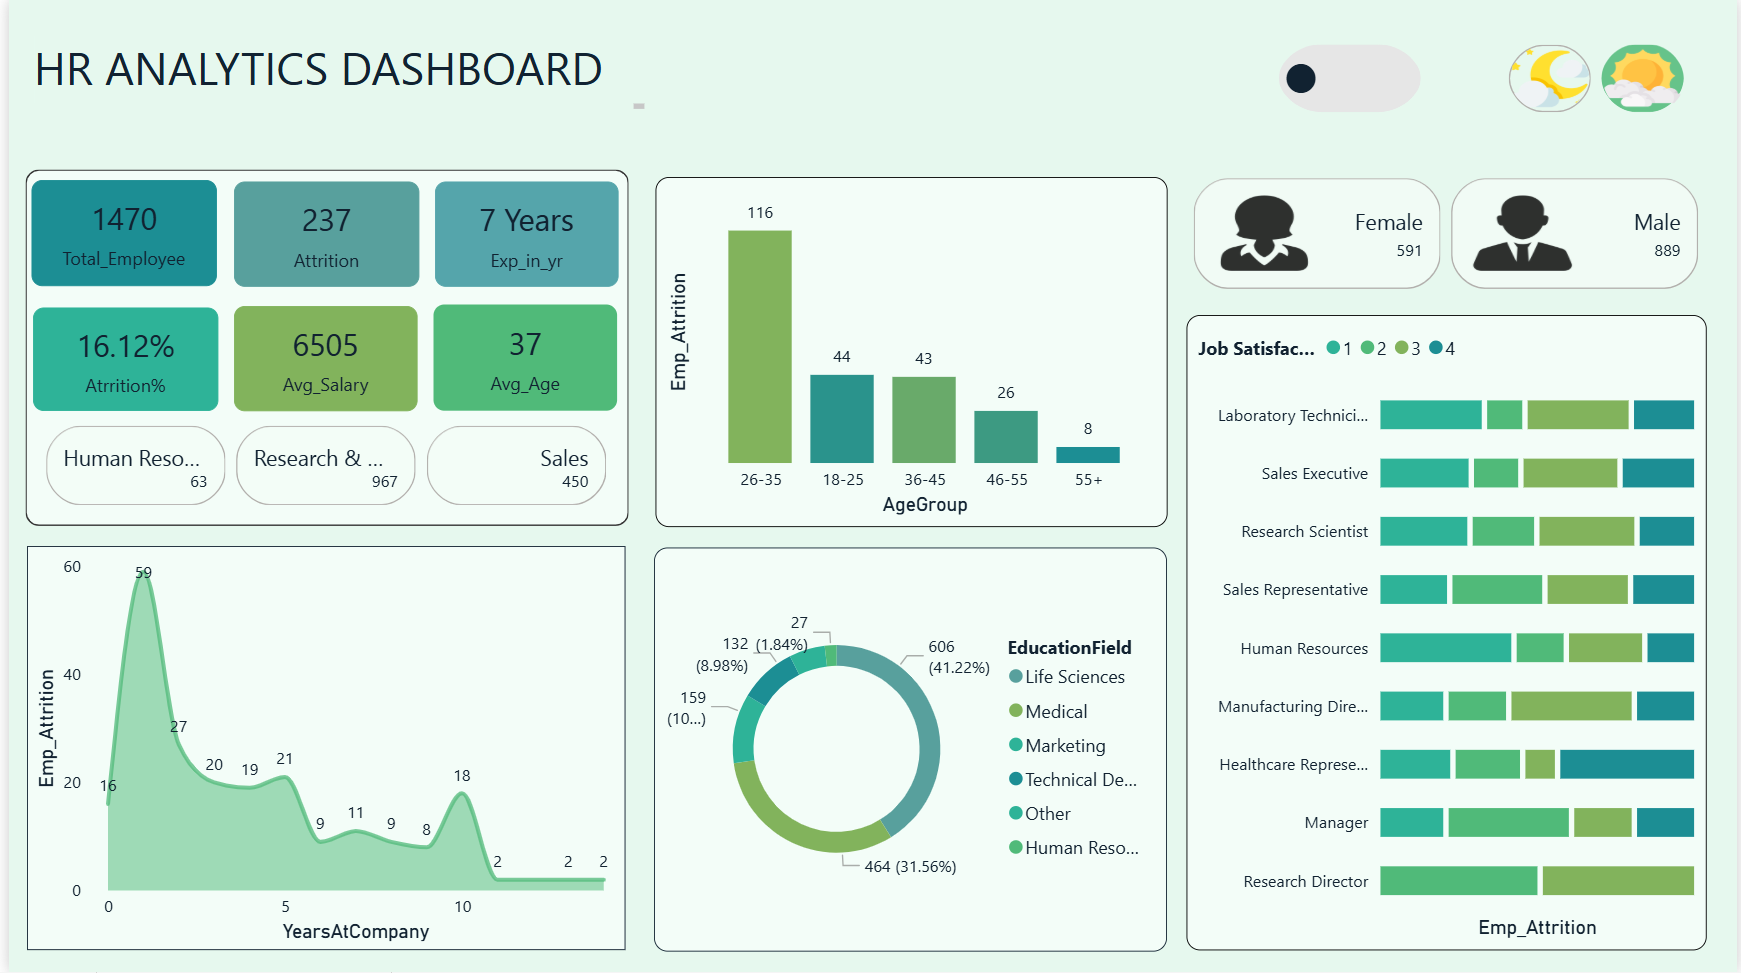 HR ANALYTICS DASHBOARD
1470
Total_Employee
237
Attrition
7 Years
Exp_in_yr
16.12%
Atrrition%
6505
Avg_Salary
37
Avg_Age
Human Reso...
63
Research & ...
967
Sales
450
Emp_Attrition
116
44
43
26
8
26-35
18-25
36-45
46-55
55+
AgeGroup
Female
591
Male
889
Job Satisfac...
1
2
3
4
Laboratory Technici...
Sales Executive
Research Scientist
Sales Representative
Human Resources
Manufacturing Dire...
Healthcare Represe...
Manager
Research Director
Emp_Attrition
Emp_Attrition
60
40
20
0
16
59
27
20
19
21
9
11
9
8
18
2
2
2
0
5
10
YearsAtCompany
27
(1.84%)
132
(8.98%)
159
(10...)
606
(41.22%)
464 (31.56%)
EducationField
Life Sciences
Medical
Marketing
Technical De...
Other
Human Reso...